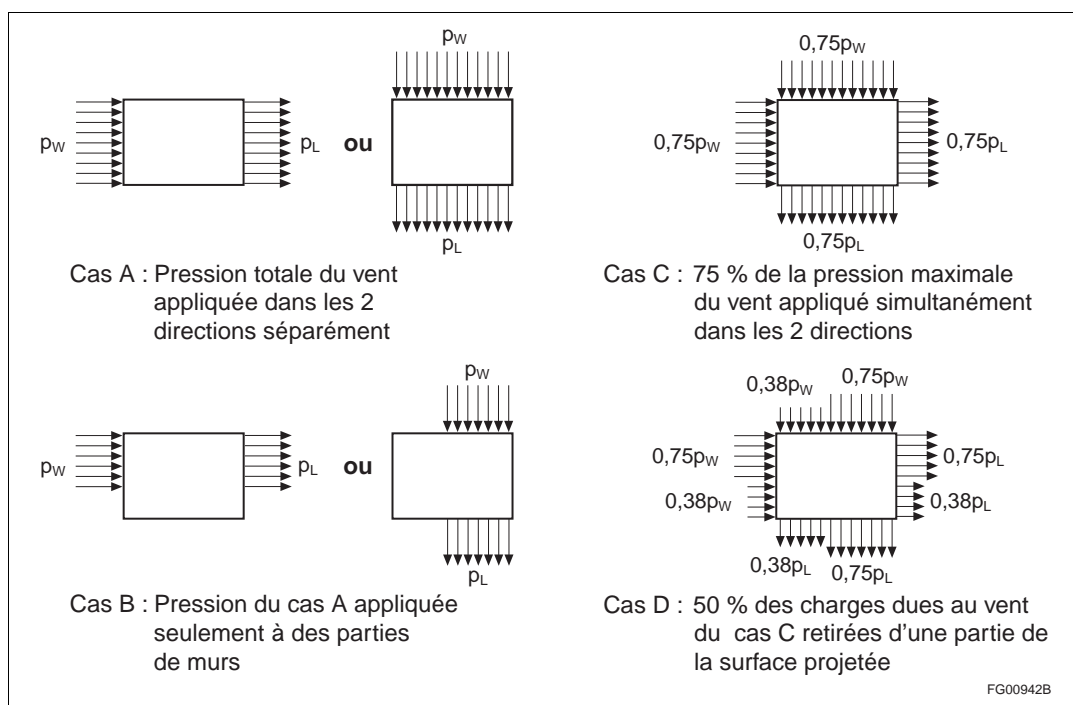 pW
pW
pL
ou
pL
Cas A : Pression totale du vent
appliquée dans les 2
directions séparément
0,75pW
0,75pW
0,75pL
0,75pL
Cas C : 75 % de la pression maximale
du vent appliqué simultanément
dans les 2 directions
pW
pW
pL
ou
pL
Cas B : Pression du cas A appliquée
seulement à des parties
de murs
0,38pW
0,75pW
0,75pW
0,75pL
0,38pW
0,38pL
0,38pL
0,75pL
Cas D : 50 % des charges dues au vent
du cas C retirées d’une partie de
la surface projetée
FG00942B